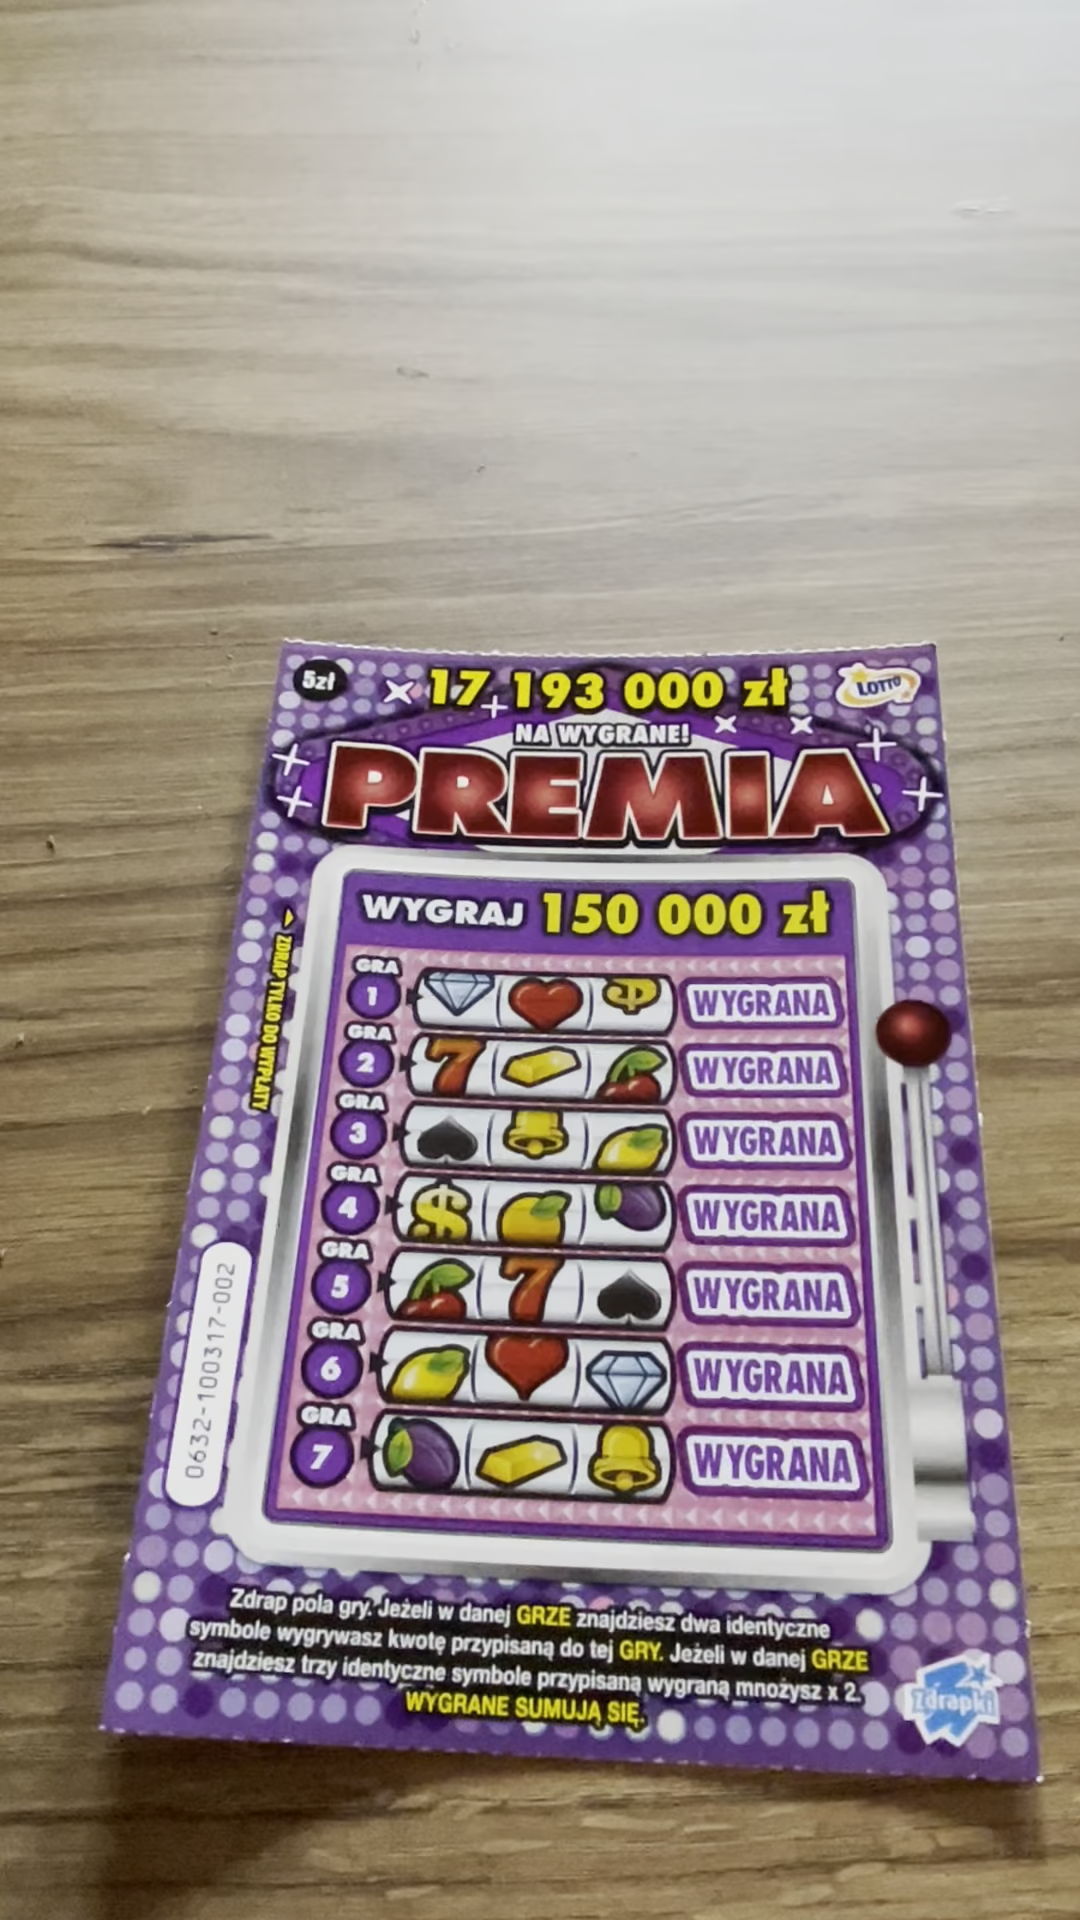 5zł
17 193 000 zł
LOTTO
NA WYGRANE!
PREMIA
WYGRAJ 150 000 zł
ZDRAP TYLKO DO WYPŁATY
GRA
1
WYGRANA
GRA
2
7
WYGRANA
GRA
3
WYGRANA
GRA
4
$
WYGRANA
GRA
5
7
WYGRANA
GRA
6
WYGRANA
GRA
7
WYGRANA
0632-100317-002
Zdrap pola gry. Jeżeli w danej GRZE znajdziesz dwa identyczne
symbole wygrywasz kwotę przypisaną do tej GRY. Jeżeli w danej GRZE
znajdziesz trzy identyczne symbole przypisaną wygraną mnożysz x 2.
WYGRANE SUMUJĄ SIĘ.
Zdrapki